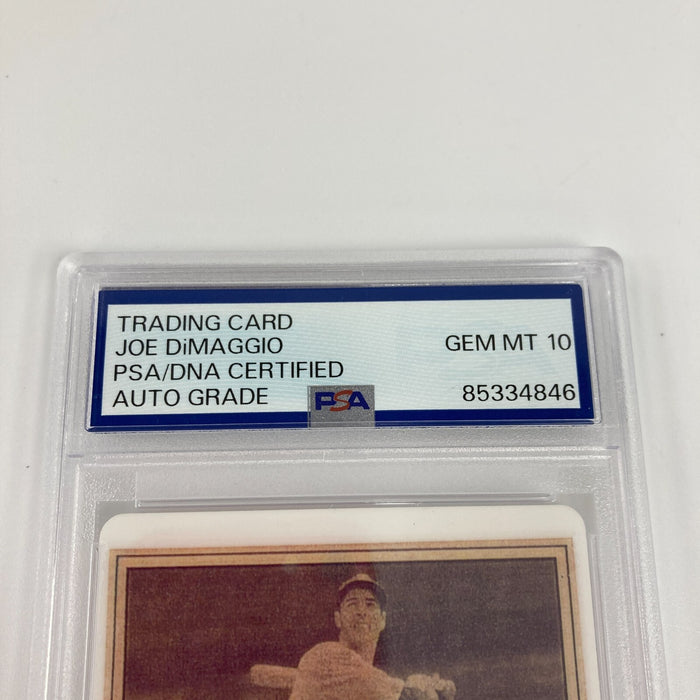 TRADING CARD
JOE DiMAGGIO
PSA/DNA CERTIFIED
AUTO GRADE
GEM MT 10
85334846
PSA